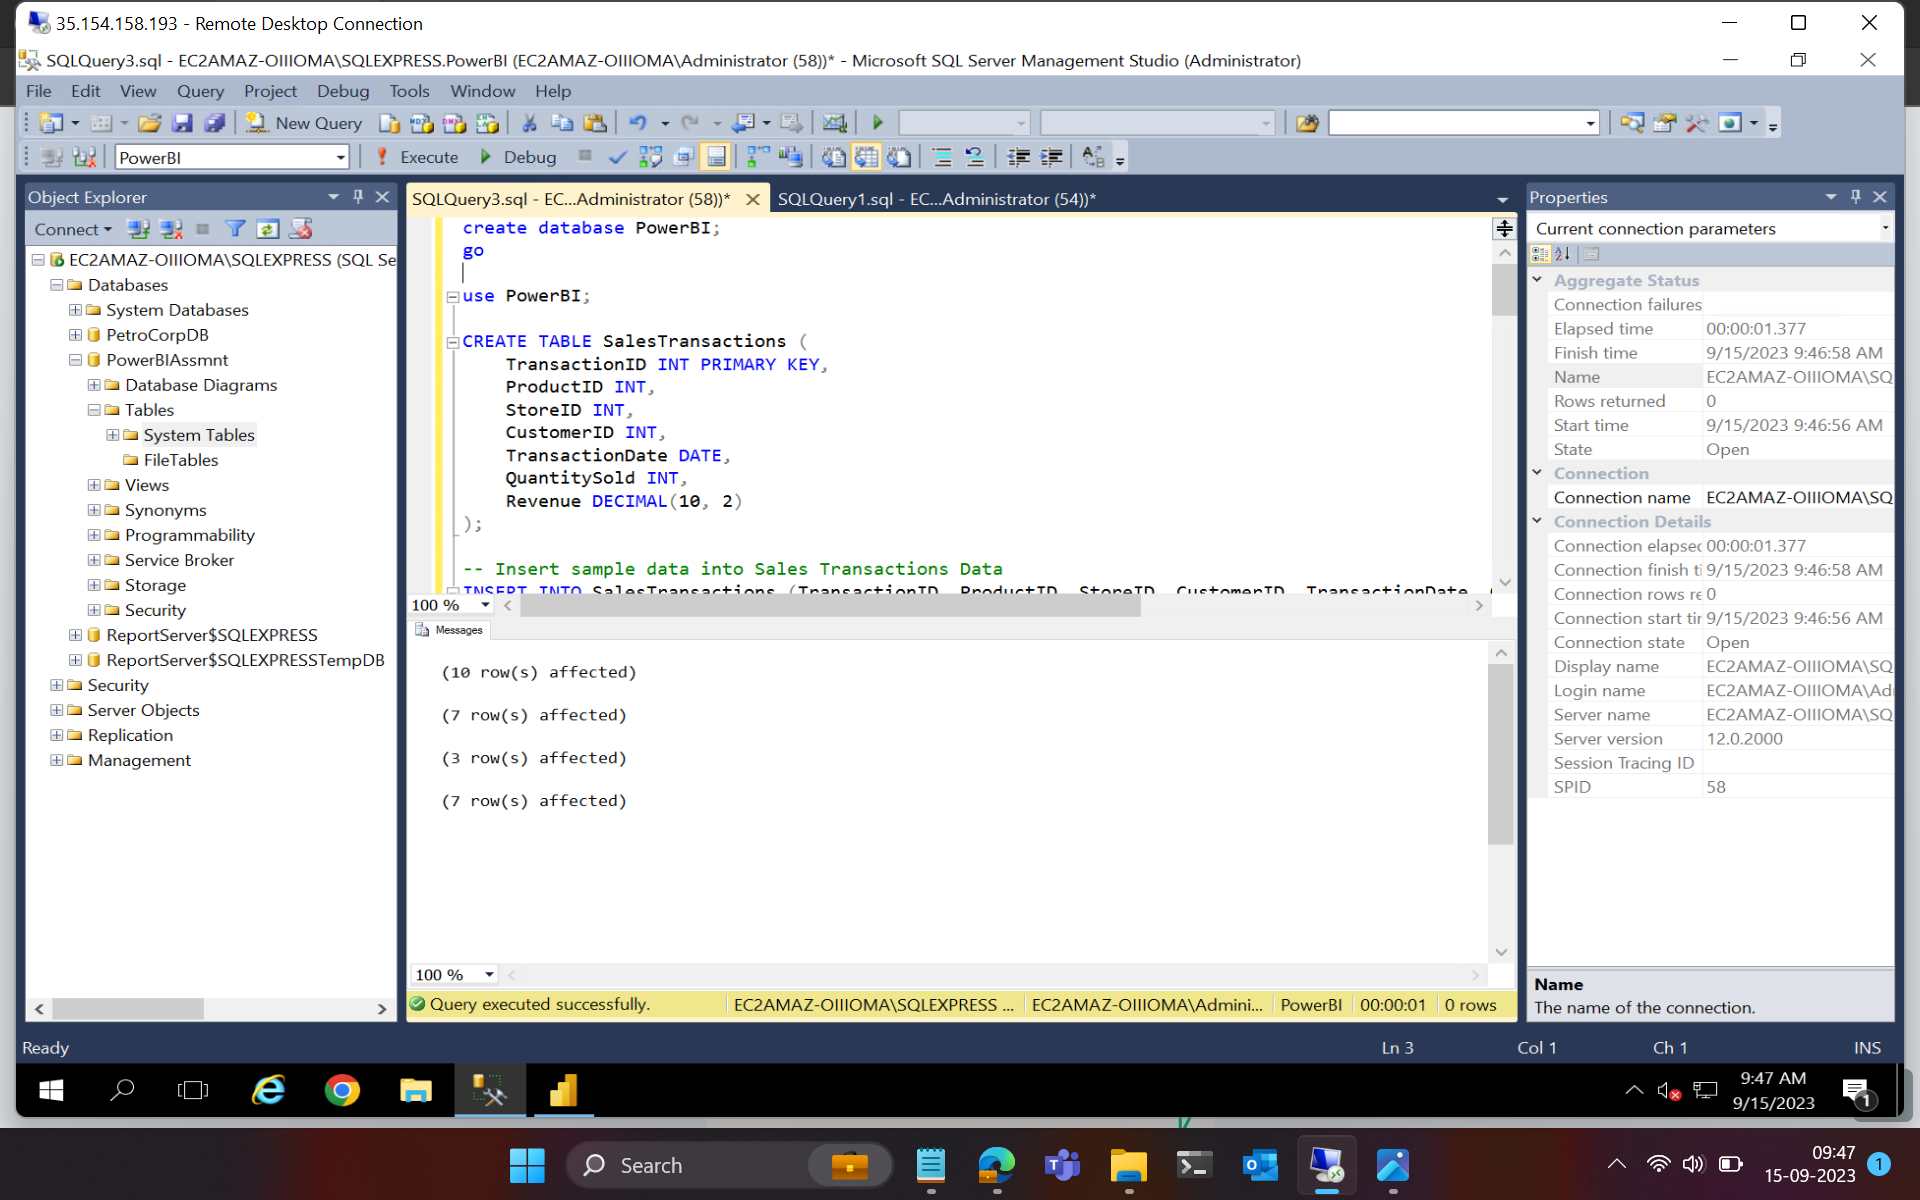 35.154.158.193 - Remote Desktop Connection
SQLQuery3.sql - EC2AMAZ-OIIIOMA\SQLEXPRESS.PowerBI (EC2AMAZ-OIIIOMA\Administrator (58))* - Microsoft SQL Server Management Studio (Administrator)
File Edit View Query Project Debug Tools Window Help
New Query
PowerBI Execute Debug
Object Explorer
Connect
EC2AMAZ-OIIIOMA\SQLEXPRESS (SQL Se
Databases
System Databases
PetroCorpDB
PowerBIAssmnt
Database Diagrams
Tables
System Tables
FileTables
Views
Synonyms
Programmability
Service Broker
Storage
Security
ReportServer$SQLEXPRESS
ReportServer$SQLEXPRESSTempDB
Security
Server Objects
Replication
Management
SQLQuery3.sql - EC...Administrator (58))* SQLQuery1.sql - EC...Administrator (54))*
create database PowerBI;
go
use PowerBI;
CREATE TABLE SalesTransactions (
TransactionID INT PRIMARY KEY,
ProductID INT,
StoreID INT,
CustomerID INT,
TransactionDate DATE,
QuantitySold INT,
Revenue DECIMAL(10, 2)
);
-- Insert sample data into Sales Transactions Data
INSERT INTO SalesTransactions (TransactionID, ProductID, StoreID, CustomerID, TransactionDate,
100 %
Messages
(10 row(s) affected)
(7 row(s) affected)
(3 row(s) affected)
(7 row(s) affected)
100 %
Query executed successfully. EC2AMAZ-OIIIOMA\SQLEXPRESS ... EC2AMAZ-OIIIOMA\Admini... PowerBI 00:00:01 0 rows
Properties
Current connection parameters
Aggregate Status
Connection failures
Elapsed time 00:00:01.377
Finish time 9/15/2023 9:46:58 AM
Name EC2AMAZ-OIIIOMA\SQ
Rows returned 0
Start time 9/15/2023 9:46:56 AM
State Open
Connection
Connection name EC2AMAZ-OIIIOMA\SQ
Connection Details
Connection elapsec 00:00:01.377
Connection finish ti 9/15/2023 9:46:58 AM
Connection rows re 0
Connection start tir 9/15/2023 9:46:56 AM
Connection state Open
Display name EC2AMAZ-OIIIOMA\SQ
Login name EC2AMAZ-OIIIOMA\Adı
Server name EC2AMAZ-OIIIOMA\SQ
Server version 12.0.2000
Session Tracing ID
SPID 58
Name
The name of the connection.
Ready Ln 3 Col 1 Ch 1 INS
9:47 AM
9/15/2023
1
Search
09:47
15-09-2023
1